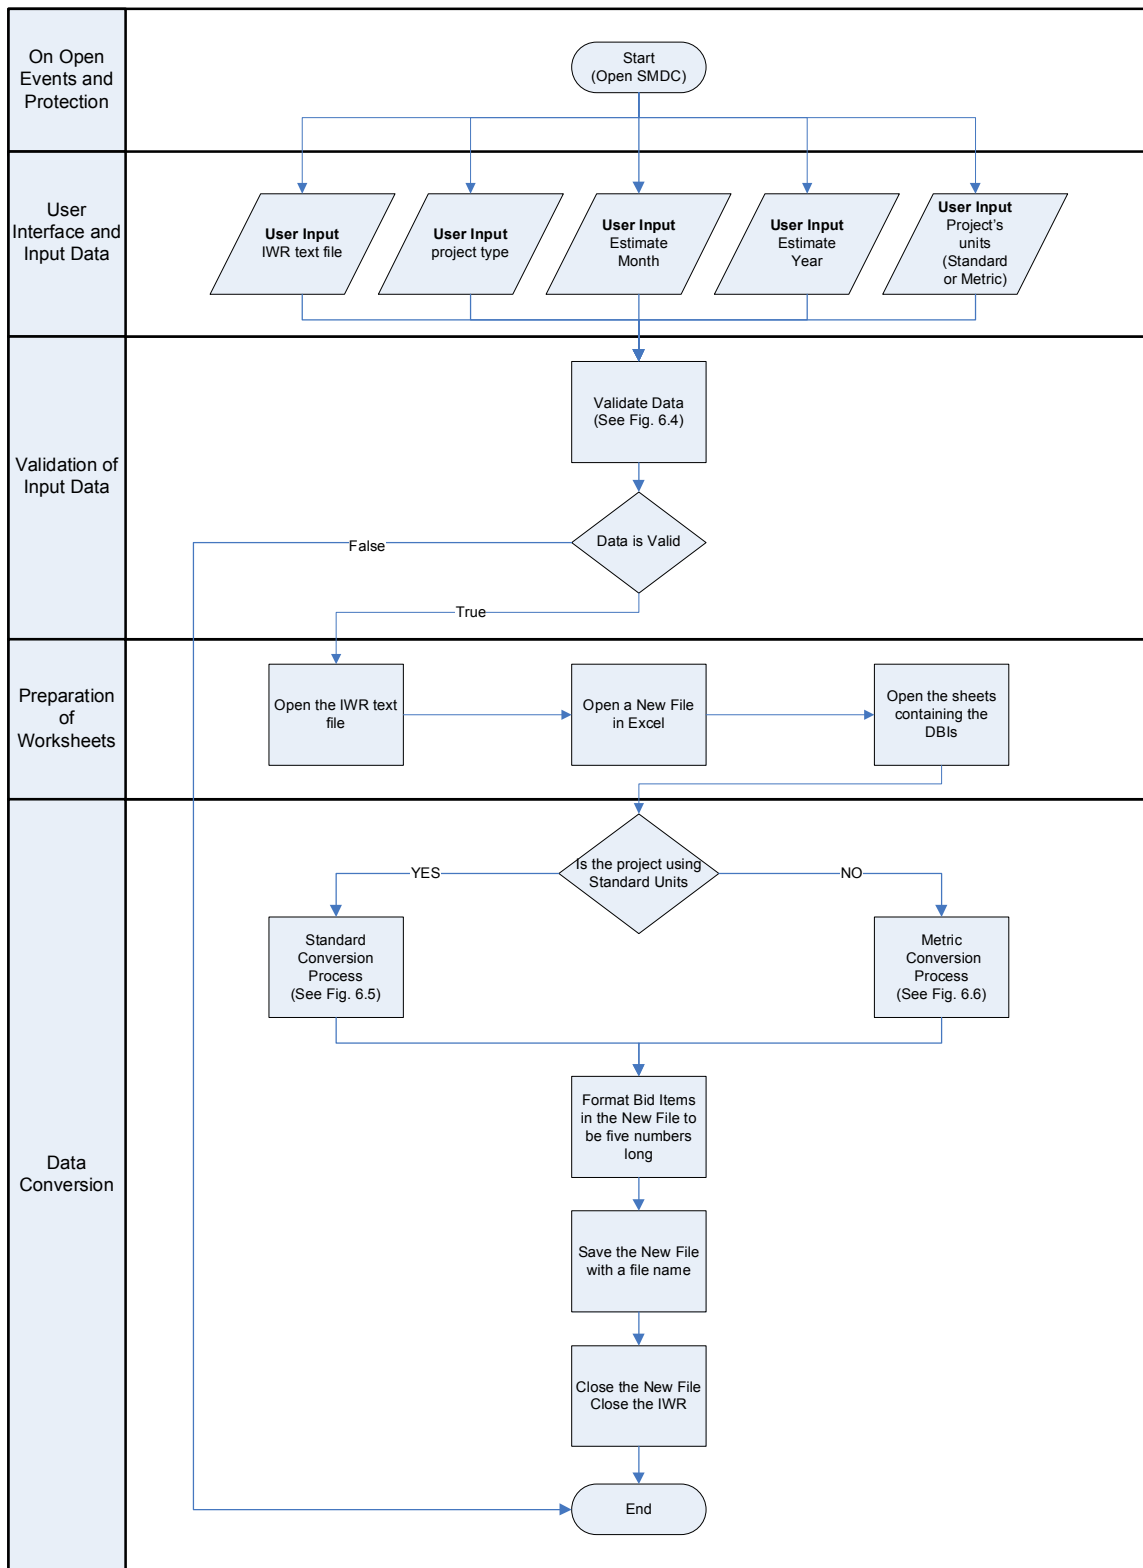 On Open
Events and
Protection
Start
(Open SMDC)
User
Interface and
Input Data
User Input
IWR text file
User Input
project type
User Input
Estimate
Month
User Input
Estimate
Year
User Input
Project's
units
(Standard
or Metric)
Validation of
Input Data
Validate Data
(See Fig. 6.4)
Data is Valid
False
True
Preparation
of
Worksheets
Open the IWR text
file
Open a New File
in Excel
Open the sheets
containing the
DBIs
Data
Conversion
Is the project using
Standard Units
YES
NO
Standard
Conversion
Process
(See Fig. 6.5)
Metric
Conversion
Process
(See Fig. 6.6)
Format Bid Items
in the New File to
be five numbers
long
Save the New File
with a file name
Close the New File
Close the IWR
End